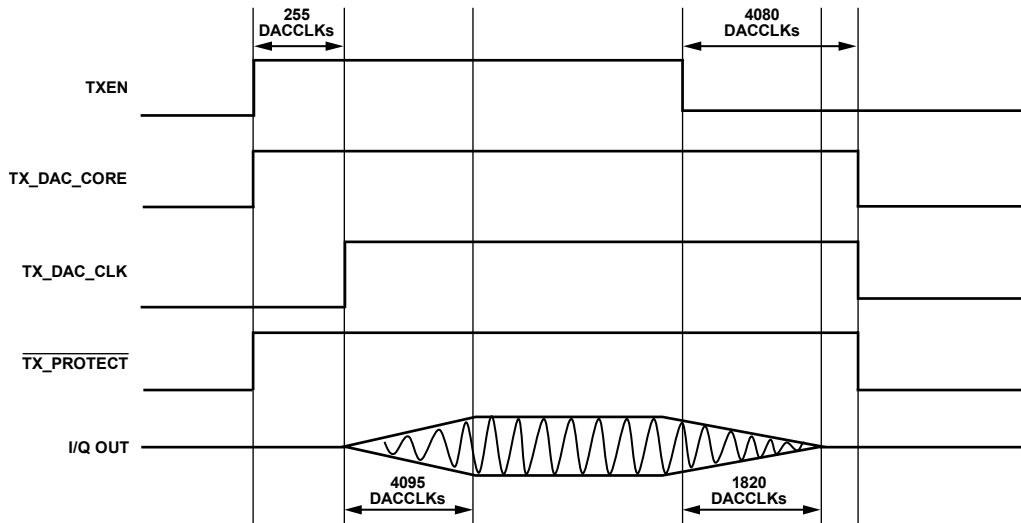 255
DACCLKs
4080
DACCLKs
TXEN
TX_DAC_CORE
TX_DAC_CLK
TX_PROTECT
I/Q OUT
4095
DACCLKs
1820
DACCLKs